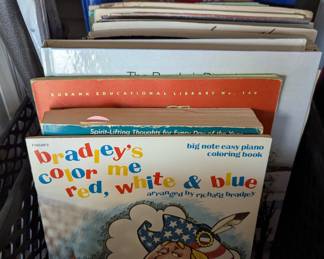 EUBANK EDUCATIONAL LIBRARY No. 149
Spirit-Lifting Thoughts for Every Day of the Year
bradley's
big note easy piano
coloring book
color me
red, white & blue
arranged by richard bradley